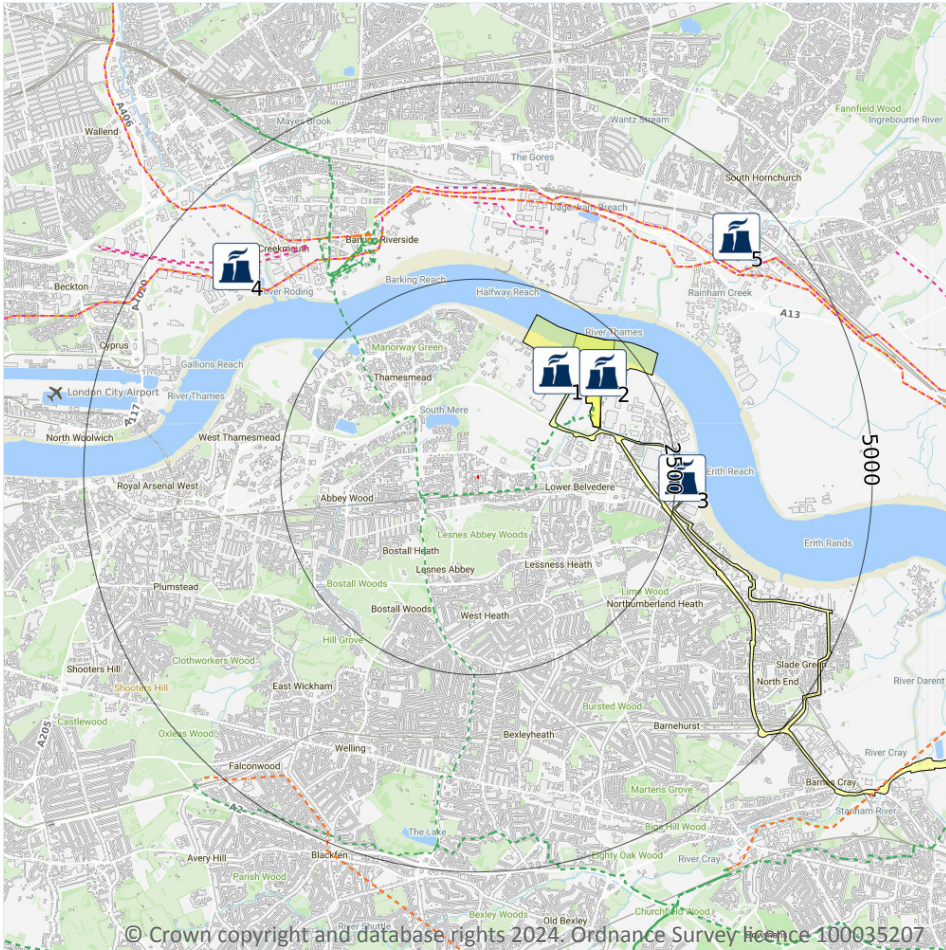 Fannfield Wood
Ingrebourne River
Wantz Stream
Mayes Brook
A406
Wallend
The Gores
South Hornchurch
Dagenham Breach
Barking Riverside
Creekmouth
5
Beckton
4
River Roding
Barking Reach
Halfway Reach
Rainham Creek
A1020
A13
Cyprus
Gallions Reach
Manorway Green
River Thames
London City Airport
River Thames
Thamesmead
1
2
A117
South Mere
North Woolwich
West Thamesmead
2500
5000
Erith Reach
Royal Arsenal West
Abbey Wood
Lower Belvedere
3
Lesnes Abbey Woods
Erith Rands
Bostall Heath
Lesnes Abbey
Lessness Heath
Plumstead
Bostall Woods
Lime Wood
Bostall Woods
West Heath
Northumberland Heath
Hill Grove
Shooters Hill
Clothworkers Wood
Slade Green
North End
River Darent
Shooters Hill
East Wickham
Bursted Wood
Castlewood
A205
Oxleas Wood
Bexleyheath
Barnehurst
Welling
River Cray
Falconwood
Barnes Cray
Martens Grove
A2
Stanham River
The Lake
Bigs Hill Wood
Avery Hill
Blackfen
Eighty Oak Wood
River Cray
Parish Wood
Churchfield Wood
Bexley Woods
Old Bexley
River Shuttle
© Crown copyright and database rights 2024. Ordnance Survey licence 100035207